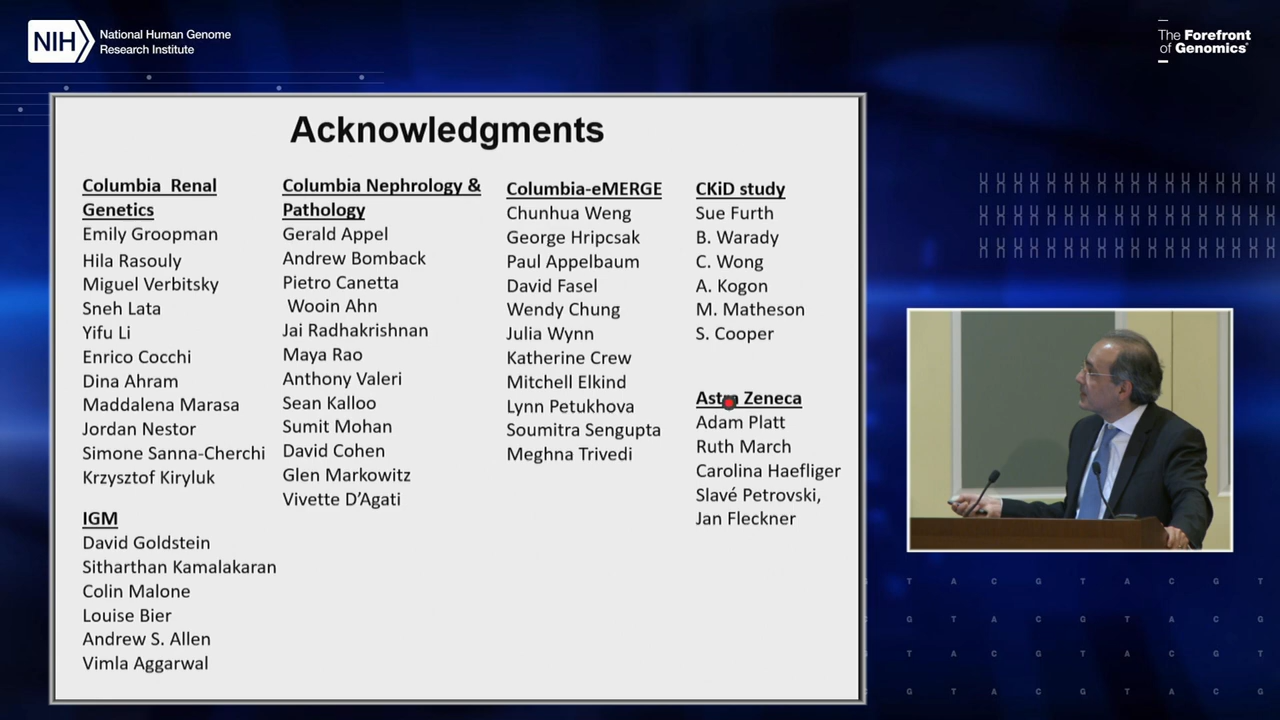 NIH
National Human Genome
Research Institute
The Forefront
of Genomics®
Acknowledgments
Columbia Renal
Genetics
Emily Groopman
Hila Rasouly
Miguel Verbitsky
Sneh Lata
Yifu Li
Enrico Cocchi
Dina Ahram
Maddalena Marasa
Jordan Nestor
Simone Sanna-Cherchi
Krzysztof Kiryluk
IGM
David Goldstein
Sitharthan Kamalakaran
Colin Malone
Louise Bier
Andrew S. Allen
Vimla Aggarwal
Columbia Nephrology &
Pathology
Gerald Appel
Andrew Bomback
Pietro Canetta
Wooin Ahn
Jai Radhakrishnan
Maya Rao
Anthony Valeri
Sean Kalloo
Sumit Mohan
David Cohen
Glen Markowitz
Vivette D’Agati
Columbia-eMERGE
Chunhua Weng
George Hripcsak
Paul Appelbaum
David Fasel
Wendy Chung
Julia Wynn
Katherine Crew
Mitchell Elkind
Lynn Petukhova
Soumitra Sengupta
Meghna Trivedi
CKiD study
Sue Furth
B. Warady
C. Wong
A. Kogon
M. Matheson
S. Cooper
Astra Zeneca
Adam Platt
Ruth March
Carolina Haefliger
Slavé Petrovski,
Jan Fleckner
T A C G T A C G T
G T A C G T A C G
T A C G T A C G T
G T A C G T A C G